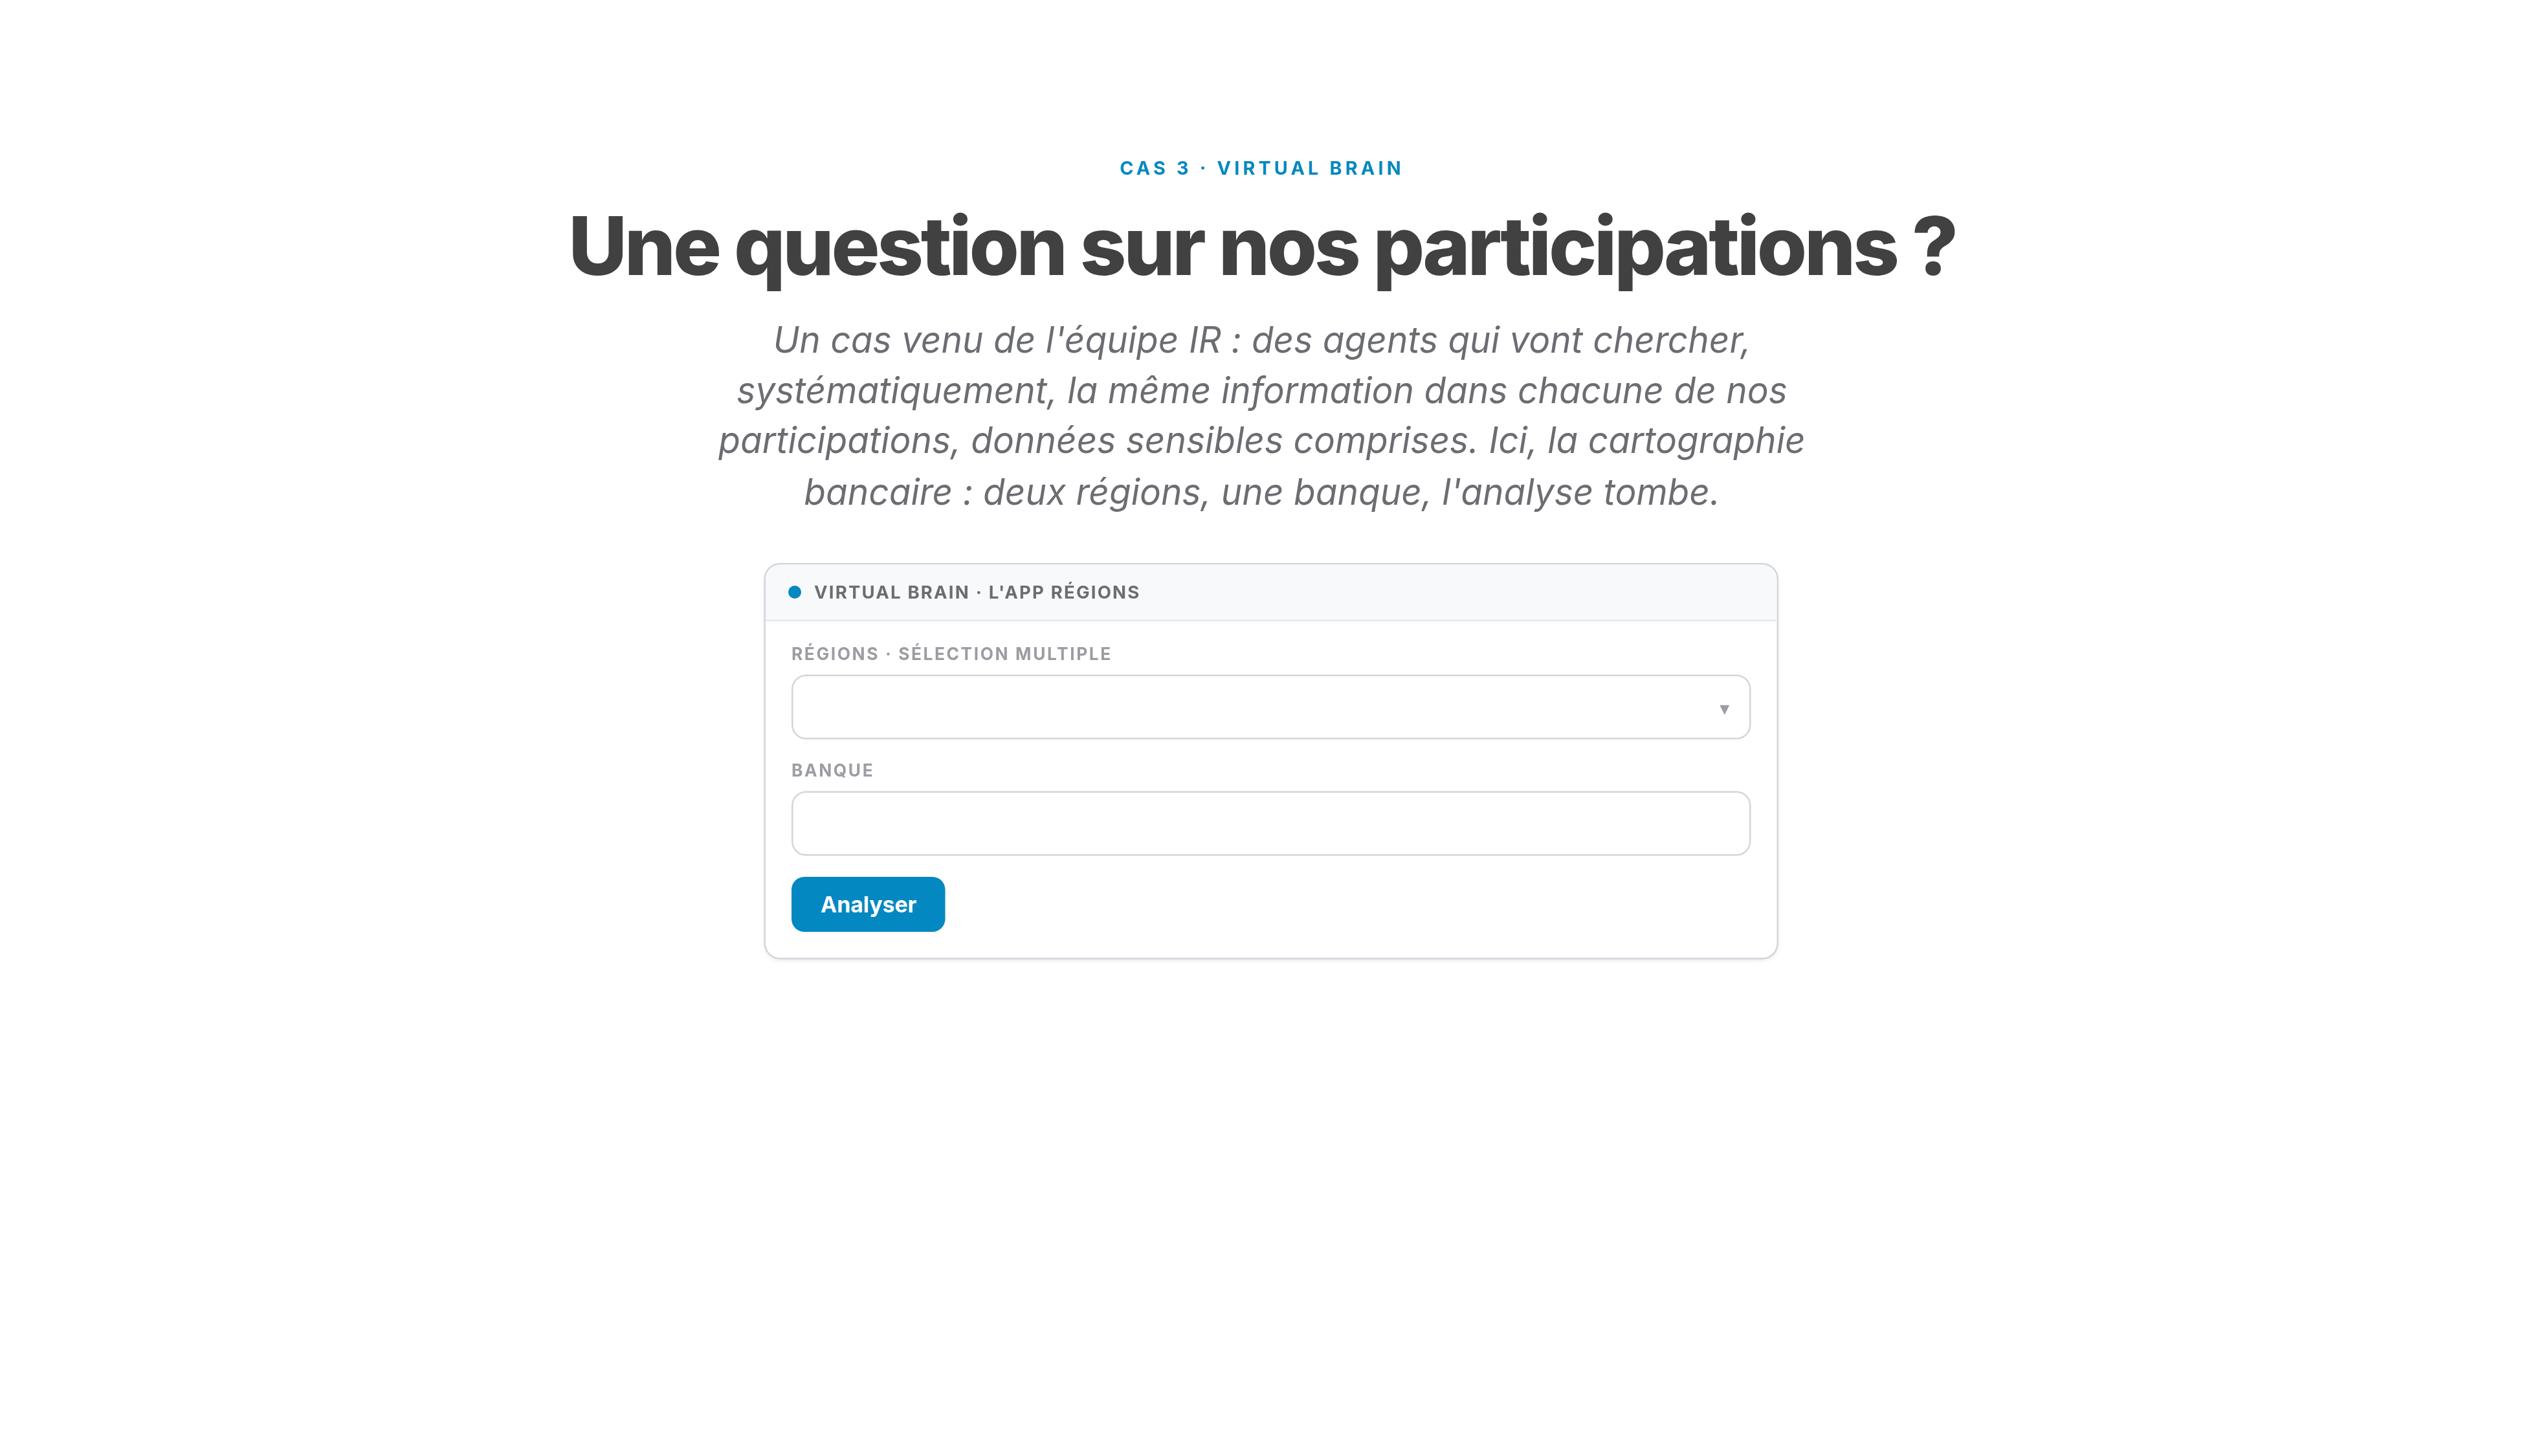 CAS 3 · VIRTUAL BRAIN
Une question sur nos participations ?
Un cas venu de l'équipe IR : des agents qui vont chercher,
systématiquement, la même information dans chacune de nos
participations, données sensibles comprises. Ici, la cartographie
bancaire : deux régions, une banque, l'analyse tombe.
VIRTUAL BRAIN · L'APP RÉGIONS
RÉGIONS · SÉLECTION MULTIPLE
▼
BANQUE
Analyser